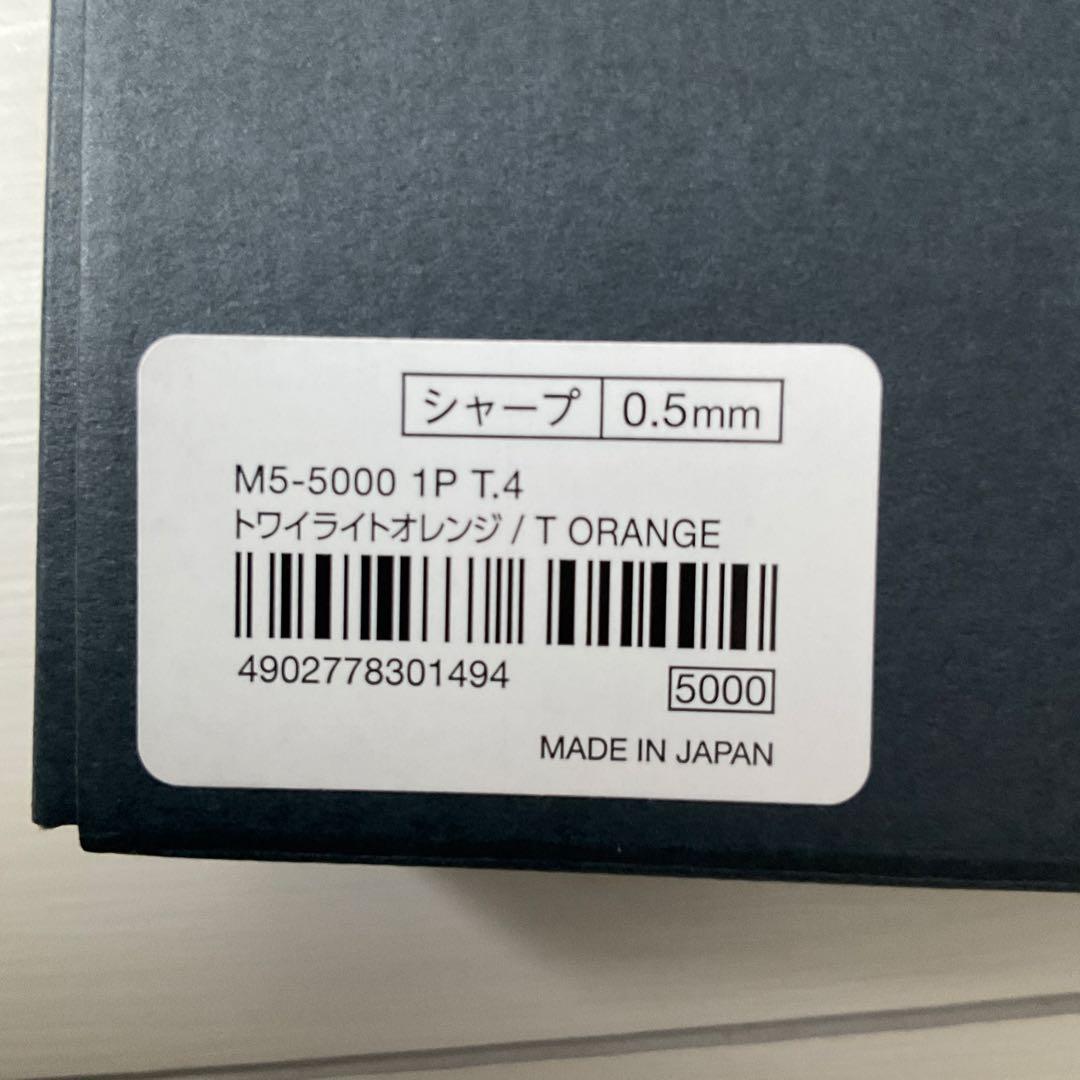 シャープ 0.5mm
M5-5000 1P T.4
トワイライトオレンジ / T ORANGE
4902778301494
5000
MADE IN JAPAN